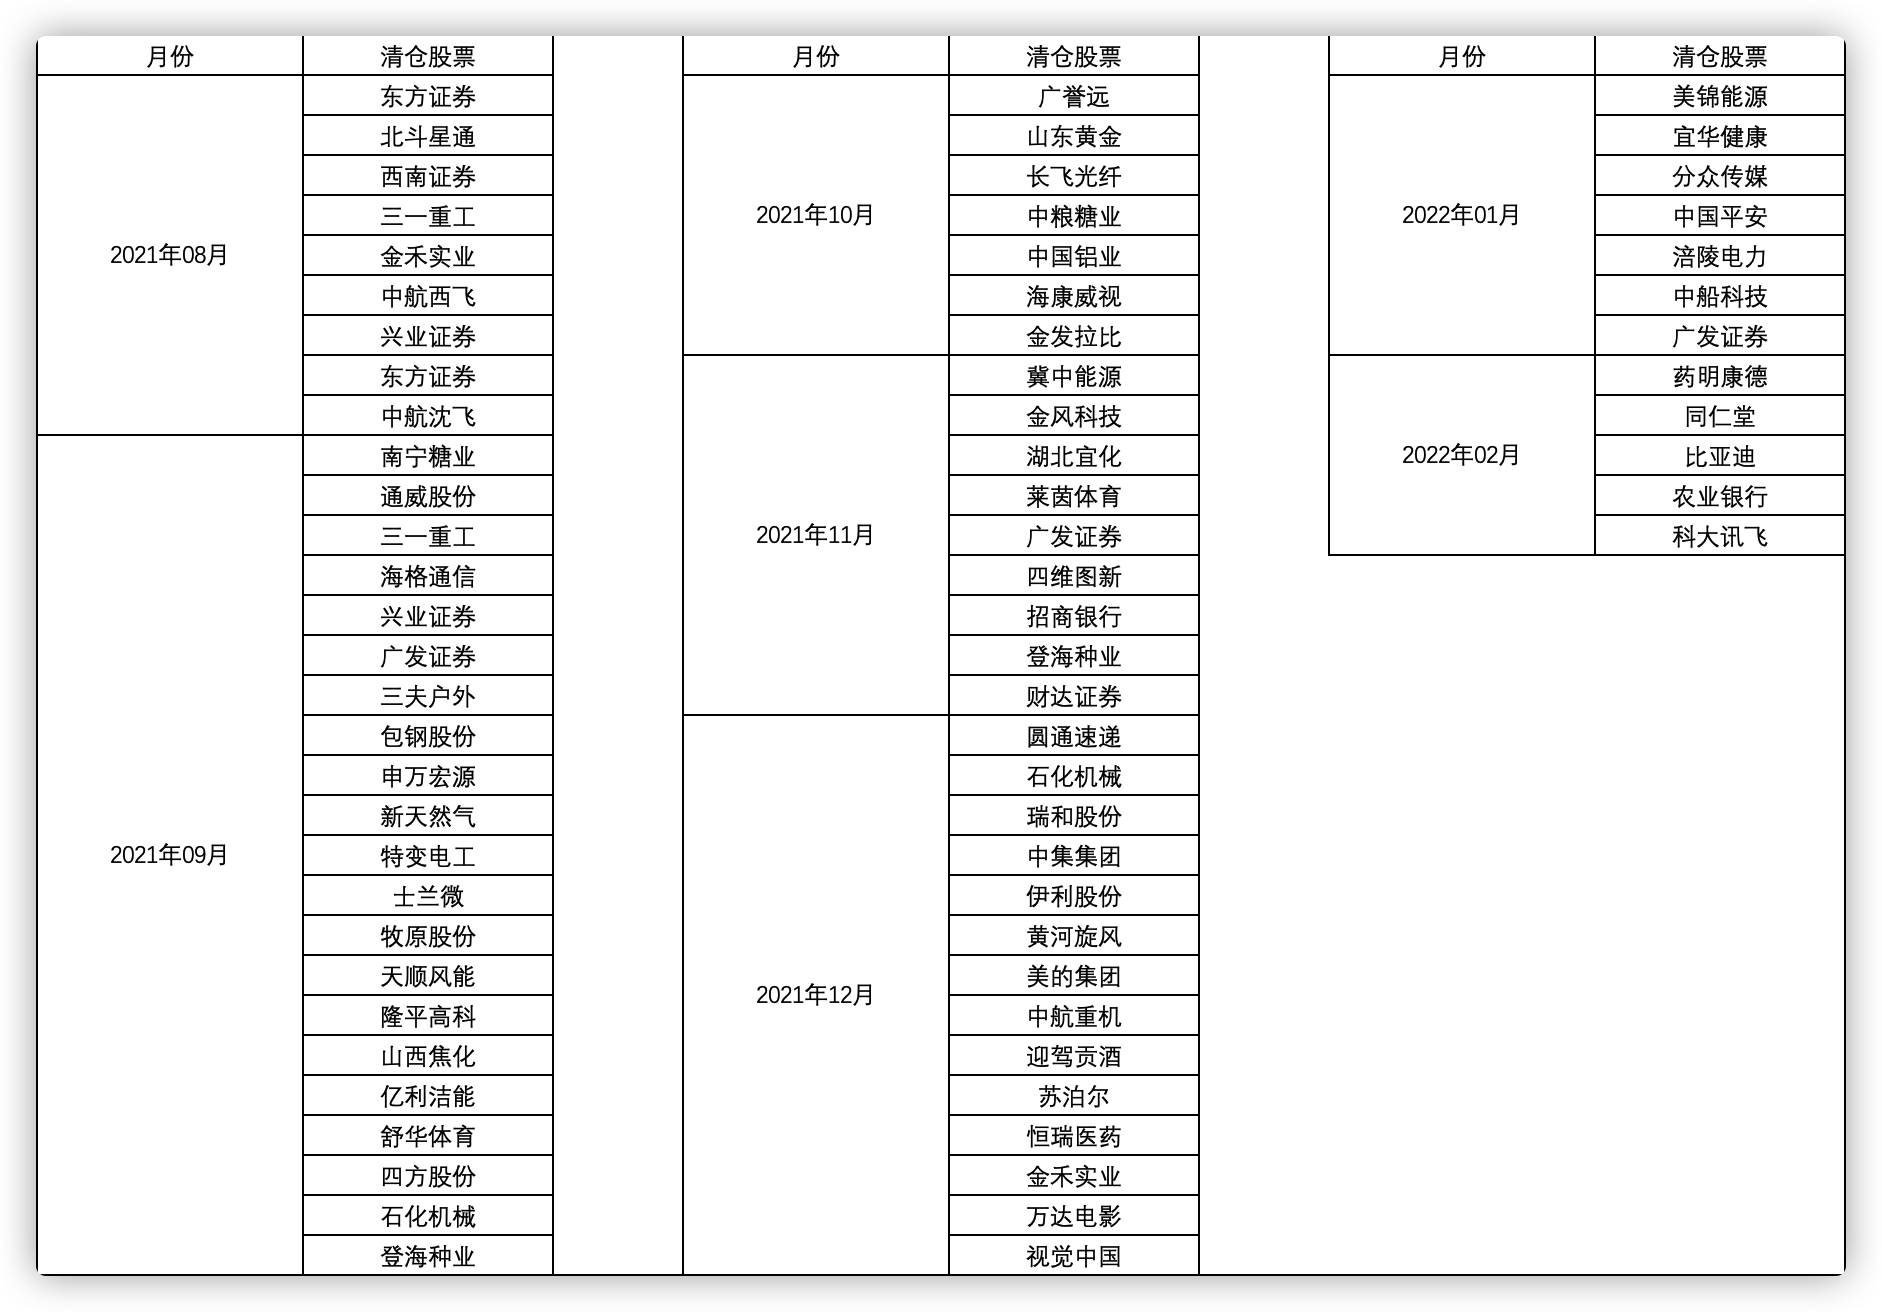 月份
清仓股票
2021年08月
东方证券
北斗星通
西南证券
三一重工
金禾实业
中航西飞
兴业证券
东方证券
中航沈飞
2021年09月
南宁糖业
通威股份
三一重工
海格通信
兴业证券
广发证券
三夫户外
包钢股份
申万宏源
新天然气
特变电工
士兰微
牧原股份
天顺风能
隆平高科
山西焦化
亿利洁能
舒华体育
四方股份
石化机械
登海种业
月份
清仓股票
2021年10月
广誉远
山东黄金
长飞光纤
中粮糖业
中国铝业
海康威视
金发拉比
2021年11月
冀中能源
金风科技
湖北宜化
莱茵体育
广发证券
四维图新
招商银行
登海种业
财达证券
2021年12月
圆通速递
石化机械
瑞和股份
中集集团
伊利股份
黄河旋风
美的集团
中航重机
迎驾贡酒
苏泊尔
恒瑞医药
金禾实业
万达电影
视觉中国
月份
清仓股票
2022年01月
美锦能源
宜华健康
分众传媒
中国平安
涪陵电力
中船科技
广发证券
2022年02月
药明康德
同仁堂
比亚迪
农业银行
科大讯飞